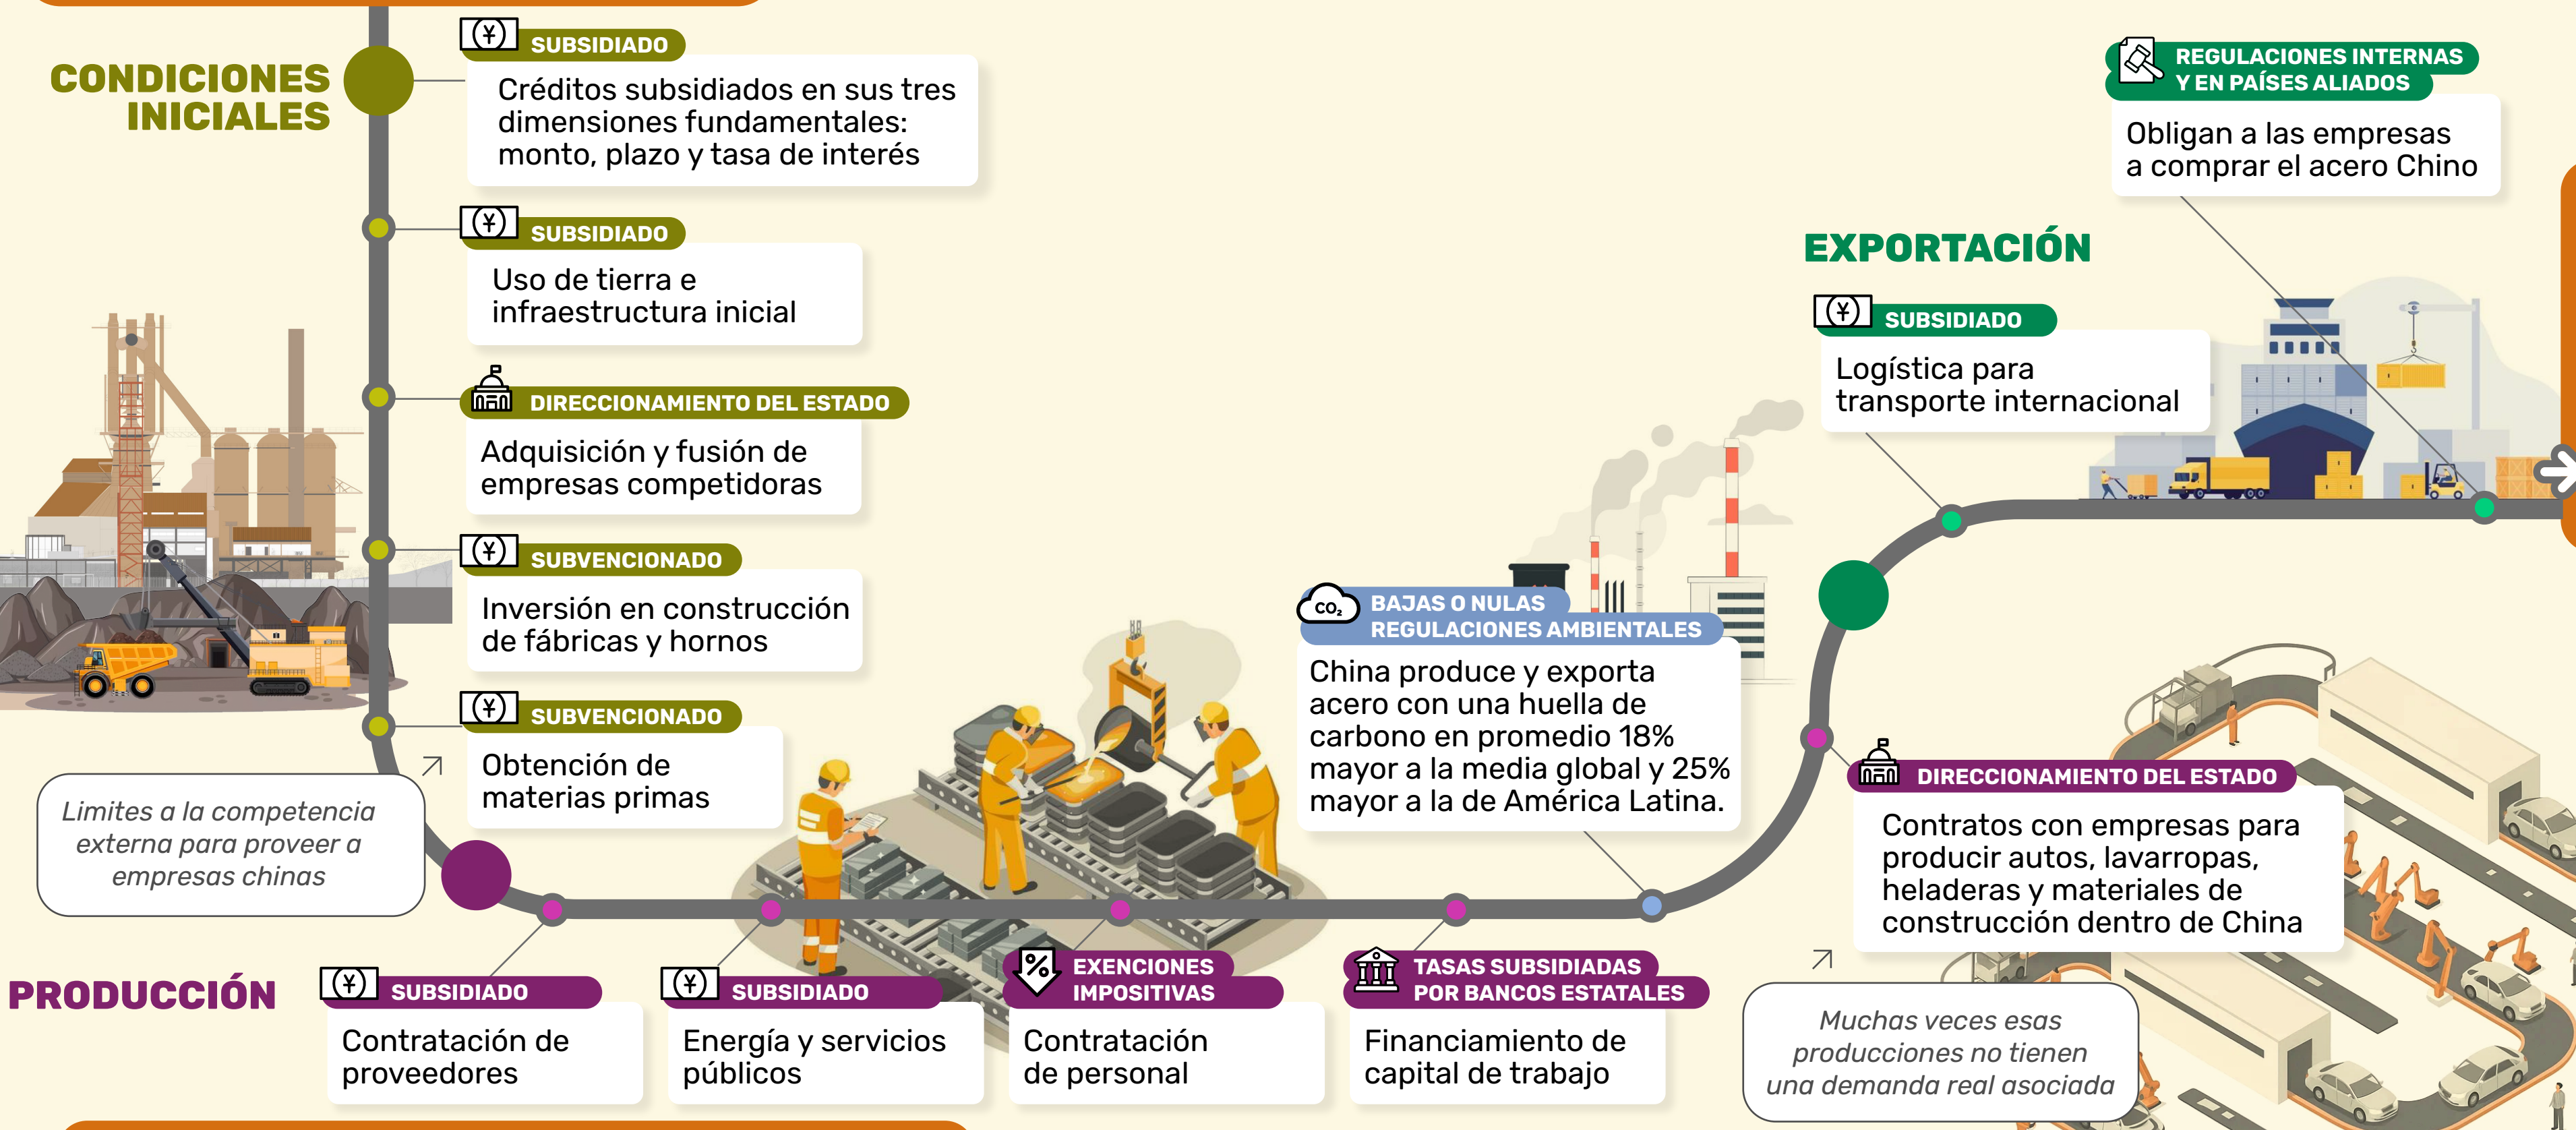 CONDICIONES
INICIALES
SUBSIDIADO
Créditos subsidiados en sus tres
dimensiones fundamentales:
monto, plazo y tasa de interés
SUBSIDIADO
Uso de tierra e
infraestructura inicial
DIRECCIONAMIENTO DEL ESTADO
Adquisición y fusión de
empresas competidoras
SUBVENCIONADO
Inversión en construcción
de fábricas y hornos
SUBVENCIONADO
Obtención de
materias primas
Limites a la competencia
externa para proveer a
empresas chinas
PRODUCCIÓN
SUBSIDIADO
Contratación de
proveedores
SUBSIDIADO
Energía y servicios
públicos
%
EXENCIONES
IMPOSITIVAS
Contratación
de personal
TASAS SUBSIDIADAS
POR BANCOS ESTATALES
Financiamiento de
capital de trabajo
CO₂
BAJAS O NULAS
REGULACIONES AMBIENTALES
China produce y exporta
acero con una huella de
carbono en promedio 18%
mayor a la media global y 25%
mayor a la de América Latina.
DIRECCIONAMIENTO DEL ESTADO
Contratos con empresas para
producir autos, lavarropas,
heladeras y materiales de
construcción dentro de China
Muchas veces esas
producciones no tienen
una demanda real asociada
EXPORTACIÓN
SUBSIDIADO
Logística para
transporte internacional
REGULACIONES INTERNAS
Y EN PAÍSES ALIADOS
Obligan a las empresas
a comprar el acero Chino